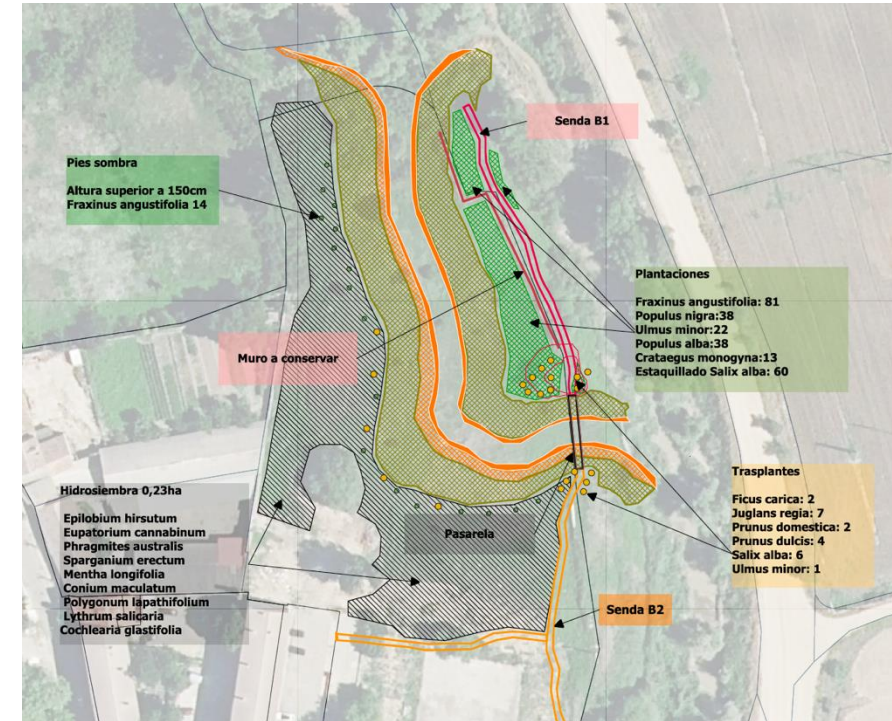 Senda B1
Pies sombra
Altura superior a 150cm
Fraxinus angustifolia 14
Plantaciones
Fraxinus angustifolia: 81
Populus nigra:38
Ulmus minor:22
Populus alba:38
Crataegus monogyna:13
Estaquillado Salix alba: 60
Muro a conservar
Trasplantes
Ficus carica: 2
Juglans regia: 7
Prunus domestica: 2
Prunus dulcis: 4
Salix alba: 6
Ulmus minor: 1
Hidrosiembra 0,23ha
Epilobium hirsutum
Eupatorium cannabinum
Phragmites australis
Sparganium erectum
Mentha longifolia
Conium maculatum
Polygonum lapathifolium
Lythrum salicaria
Cochlearia glastifolia
Pasarela
Senda B2